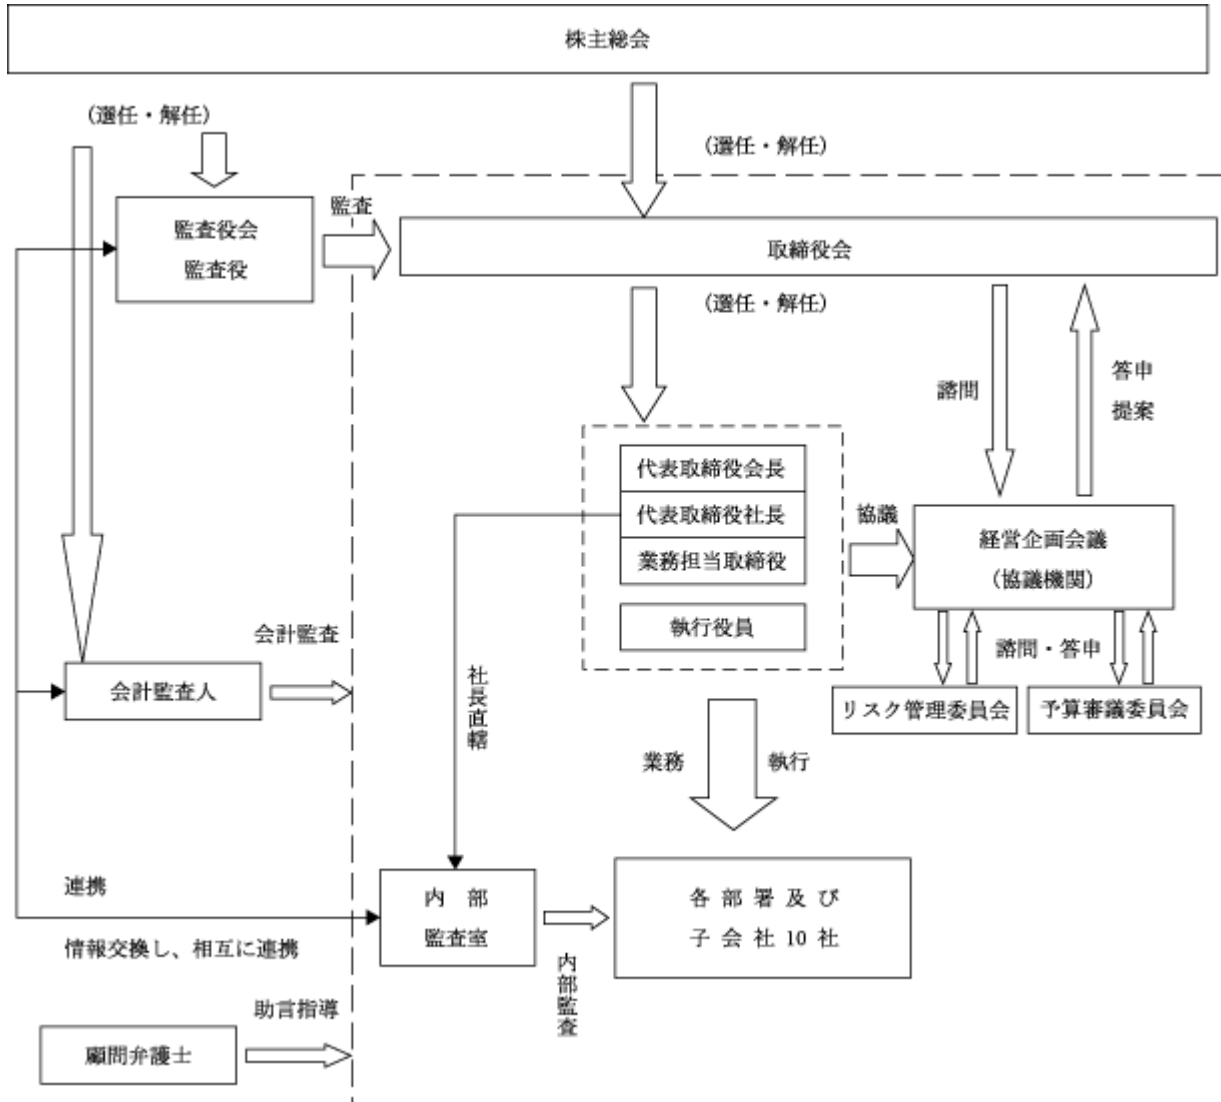 株主総会
(選任・解任)
(選任・解任)
監査
監査役会
監査役
取締役会
(選任・解任)
諮問
答申
提案
代表取締役会長
代表取締役社長
業務担当取締役
執行役員
協議
経営企画会議
(協議機関)
諮問・答申
リスク管理委員会
予算審議委員会
会計監査
会計監査人
社長直轄
業務
執行
連携
情報交換し、相互に連携
内 部
監査室
内部監査
各 部 署 及 び
子 会 社 10 社
助言指導
顧問弁護士